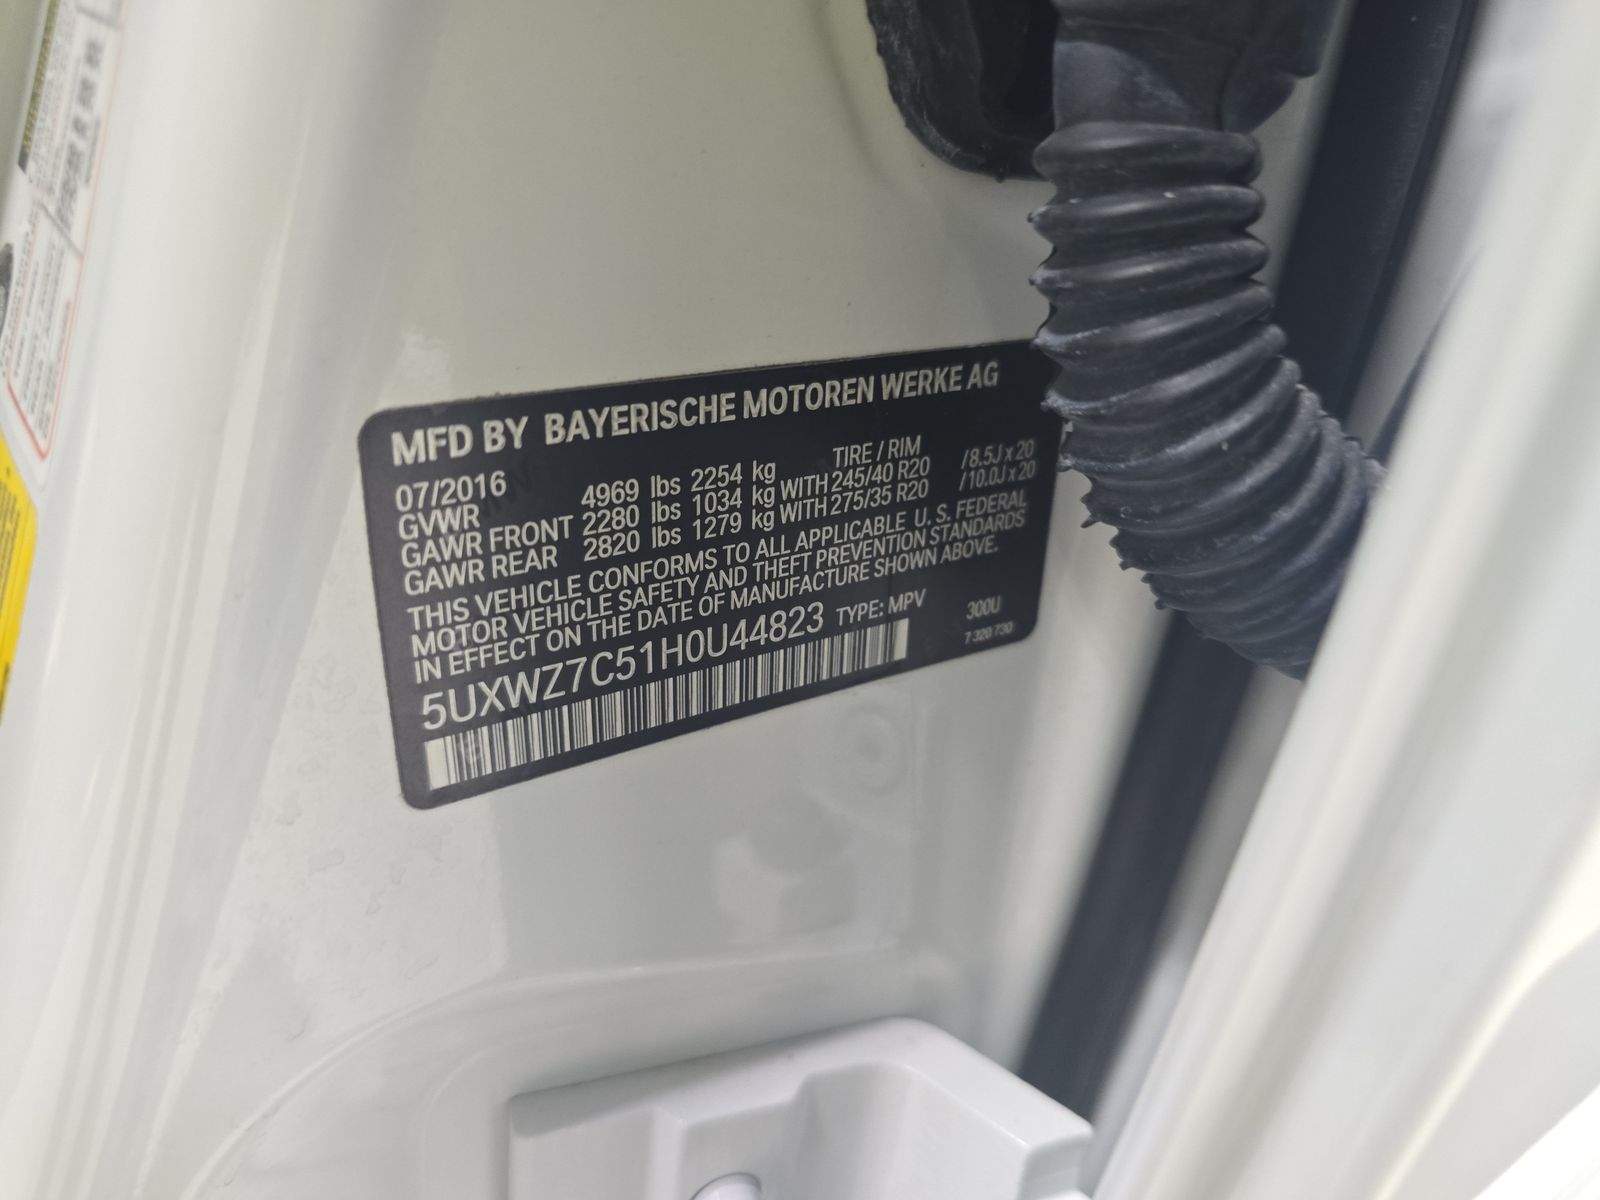 MFD BY BAYERISCHE MOTOREN WERKE AG
07/2016 TIRE / RIM
GVWR 4969 lbs 2254 kg
GAWR FRONT 2280 lbs 1034 kg WITH 245/40 R20 /8.5J x 20
GAWR REAR 2820 lbs 1279 kg WITH 275/35 R20 /10.0J x 20
THIS VEHICLE CONFORMS TO ALL APPLICABLE U. S. FEDERAL
MOTOR VEHICLE SAFETY AND THEFT PREVENTION STANDARDS
IN EFFECT ON THE DATE OF MANUFACTURE SHOWN ABOVE.
5UXWZ7C51H0U44823 TYPE: MPV 300U
7 320 730